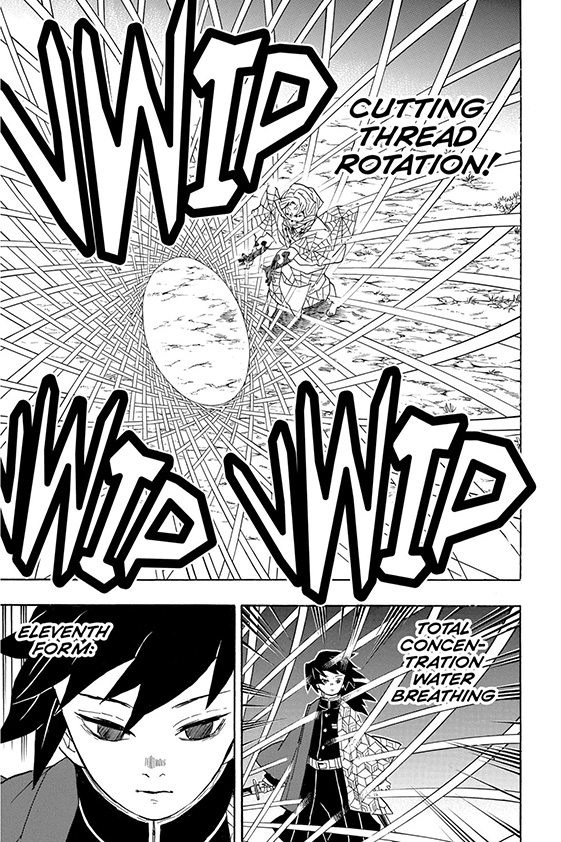 VWIP
CUTTING
THREAD
ROTATION!
VWIP
VWIP
TOTAL
CONCEN-
TRATION
WATER
BREATHING
ELEVENTH
FORM: